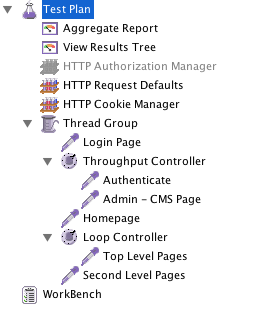 Test Plan
Aggregate Report
View Results Tree
HTTP Authorization Manager
HTTP Request Defaults
HTTP Cookie Manager
Thread Group
Login Page
Throughput Controller
Authenticate
Admin – CMS Page
Homepage
Loop Controller
Top Level Pages
Second Level Pages
WorkBench